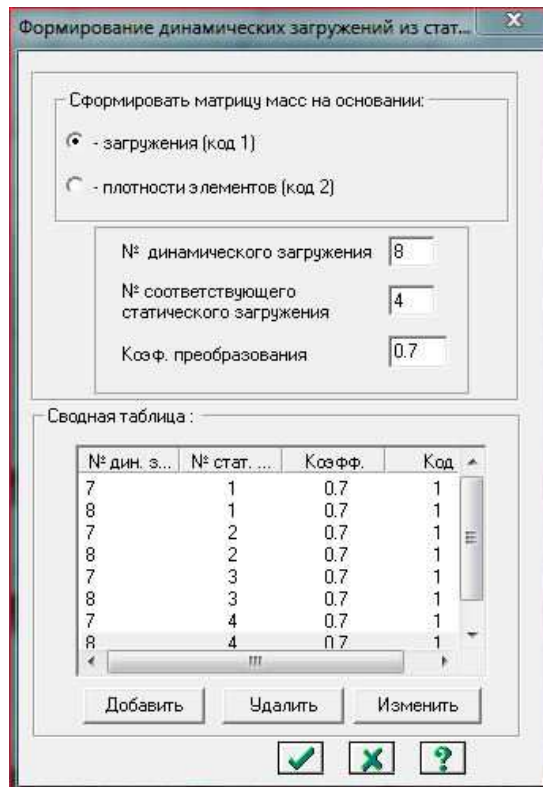 Формирование динамических загружений из стат...
Сформировать матрицу масс на основании:
- загружения (код 1)
- плотности элементов (код 2)
№ динамического загружения 8
№ соответствующего
статического загружения 4
Коэф. преобразования 0.7
Сводная таблица :
№ дин. з... № стат. ... Коэфф. Код
7 1 0.7 1
8 1 0.7 1
7 2 0.7 1
8 2 0.7 1
7 3 0.7 1
8 3 0.7 1
7 4 0.7 1
8 4 0.7 1
Добавить Удалить Изменить